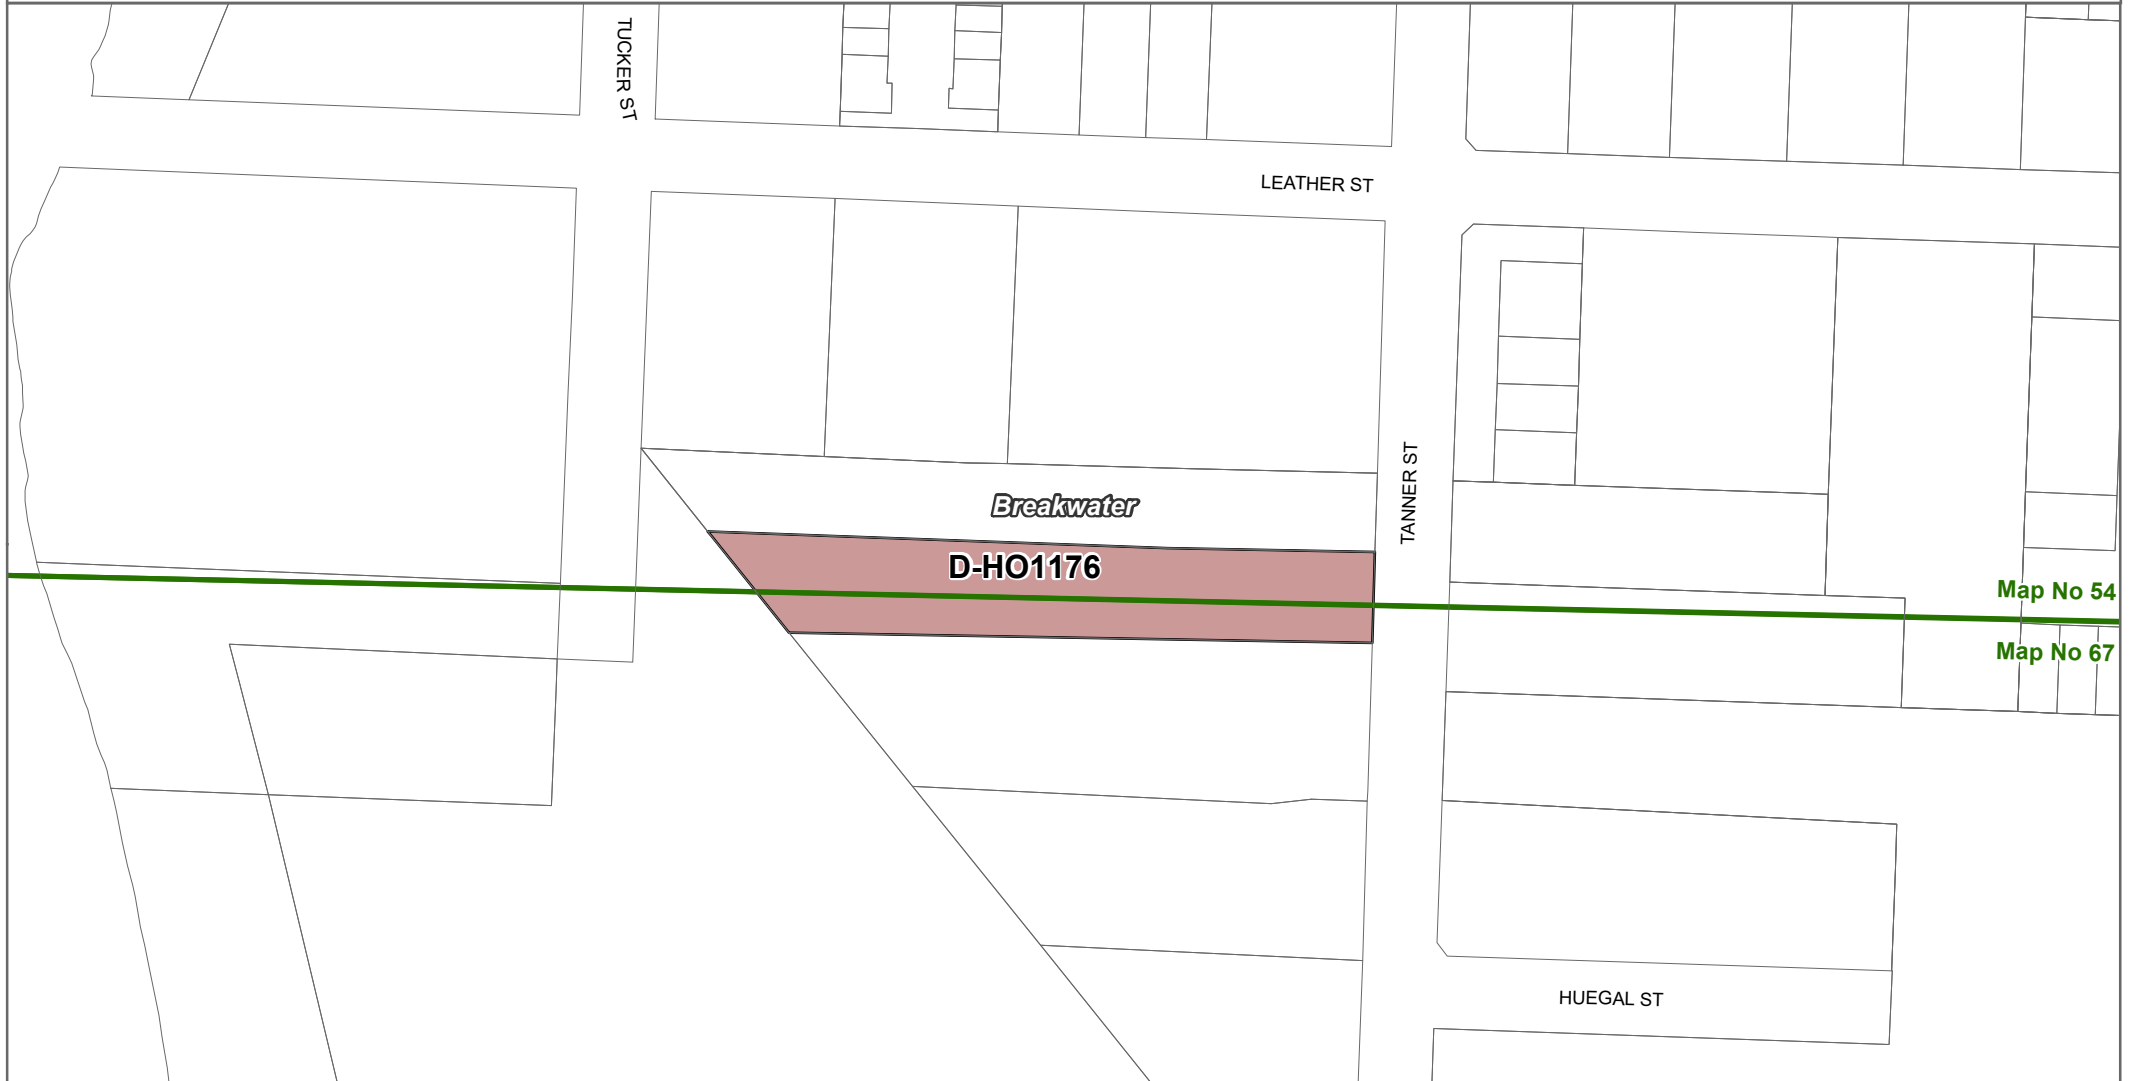 TUCKER ST
LEATHER ST
TANNER ST
Breakwater
D-HO1176
Map No 54
Map No 67
HUEGAL ST